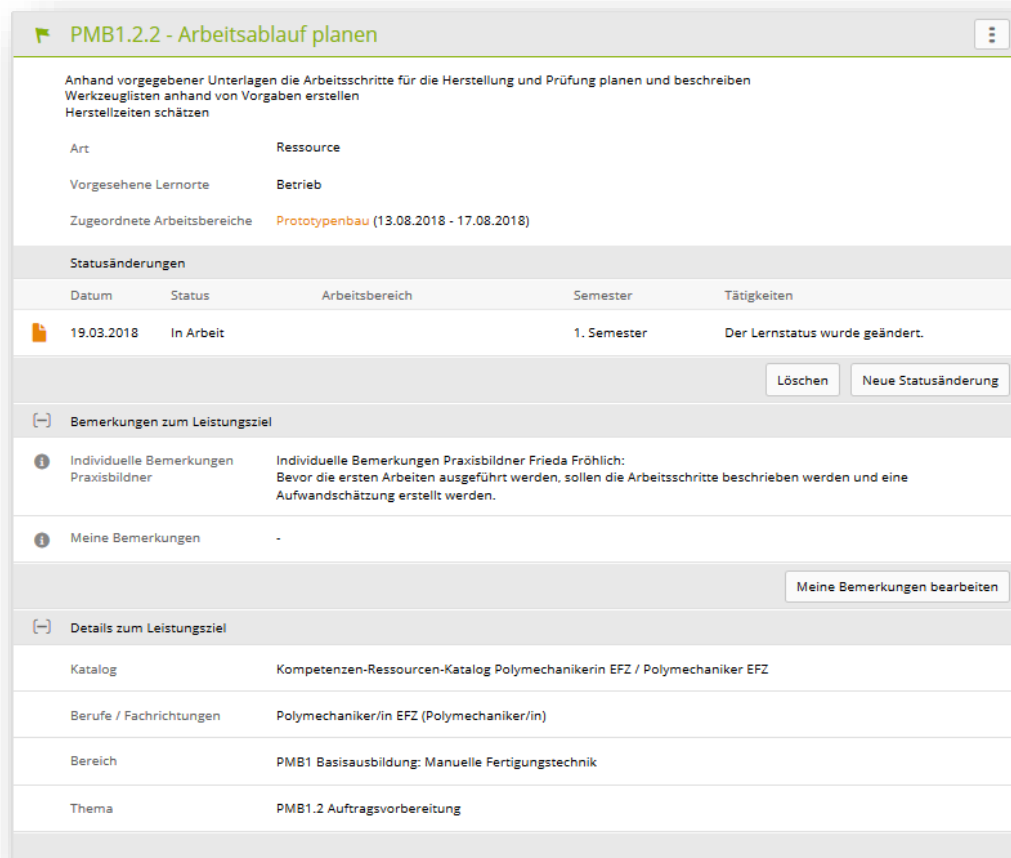 PMB1.2.2 - Arbeitsablauf planen
Anhand vorgegebener Unterlagen die Arbeitsschritte für die Herstellung und Prüfung planen und beschreiben
Werkzeuglisten anhand von Vorgaben erstellen
Herstellzeiten schätzen
Art Ressource
Vorgesehene Lernorte Betrieb
Zugeordnete Arbeitsbereiche Prototypenbau (13.08.2018 - 17.08.2018)
Statusänderungen
Datum Status Arbeitsbereich Semester Tätigkeiten
19.03.2018 In Arbeit 1. Semester Der Lernstatus wurde geändert.
Löschen Neue Statusänderung
[−] Bemerkungen zum Leistungsziel
Individuelle Bemerkungen Praxisbildner
Individuelle Bemerkungen Praxisbildner Frieda Fröhlich:
Bevor die ersten Arbeiten ausgeführt werden, sollen die Arbeitsschritte beschrieben werden und eine
Aufwandschätzung erstellt werden.
Meine Bemerkungen -
Meine Bemerkungen bearbeiten
[−] Details zum Leistungsziel
Katalog Kompetenzen-Ressourcen-Katalog Polymechanikerin EFZ / Polymechaniker EFZ
Berufe / Fachrichtungen Polymechaniker/in EFZ (Polymechaniker/in)
Bereich PMB1 Basisausbildung: Manuelle Fertigungstechnik
Thema PMB1.2 Auftragsvorbereitung